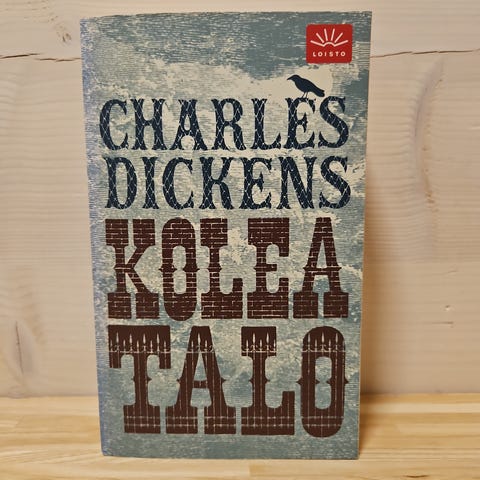 LOISTO
CHARLES
DICKENS
KOLEA
TALO